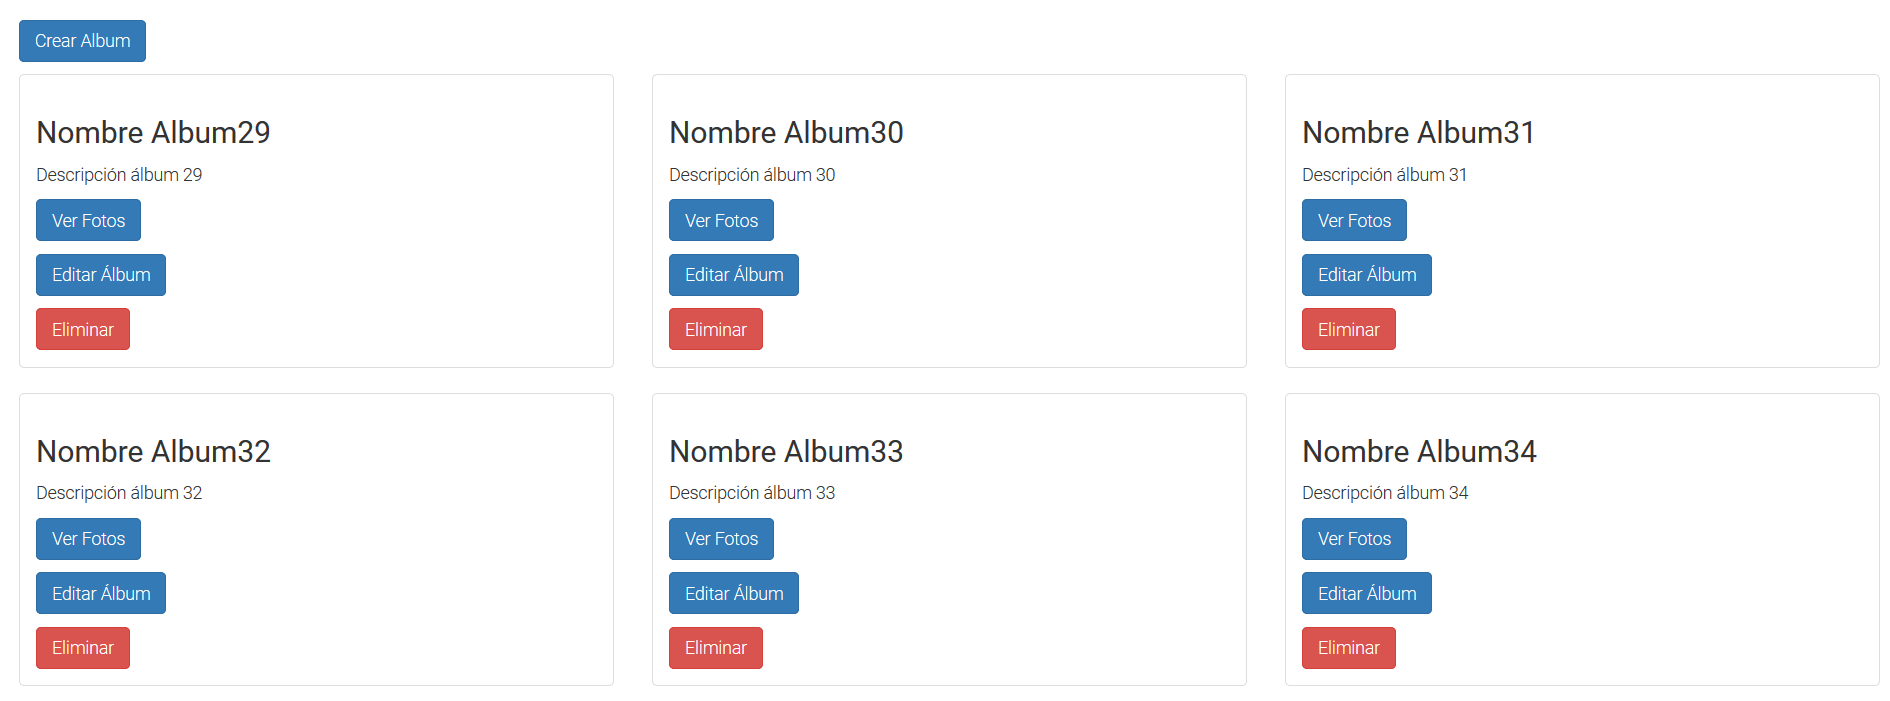 Crear Album
Nombre Album29
Descripción álbum 29
Ver Fotos
Editar Álbum
Eliminar
Nombre Album30
Descripción álbum 30
Ver Fotos
Editar Álbum
Eliminar
Nombre Album31
Descripción álbum 31
Ver Fotos
Editar Álbum
Eliminar
Nombre Album32
Descripción álbum 32
Ver Fotos
Editar Álbum
Eliminar
Nombre Album33
Descripción álbum 33
Ver Fotos
Editar Álbum
Eliminar
Nombre Album34
Descripción álbum 34
Ver Fotos
Editar Álbum
Eliminar